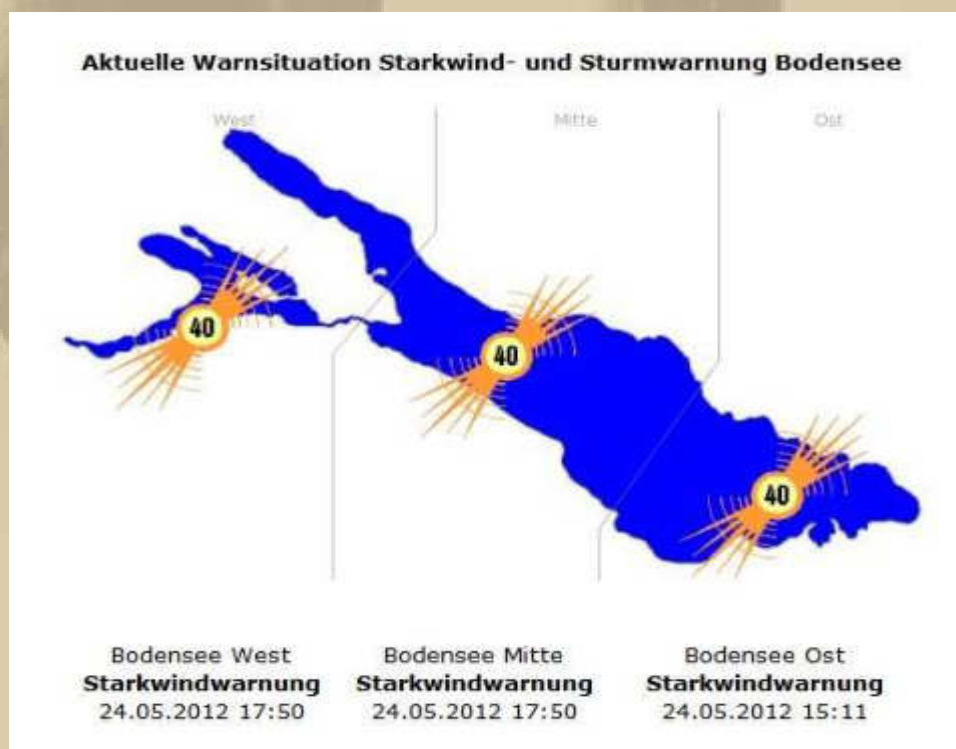 Aktuelle Warnsituation Starkwind- und Sturmwarnung Bodensee
West Mitte Ost
40
40
40
Bodensee West
Starkwindwarnung
24.05.2012 17:50
Bodensee Mitte
Starkwindwarnung
24.05.2012 17:50
Bodensee Ost
Starkwindwarnung
24.05.2012 15:11